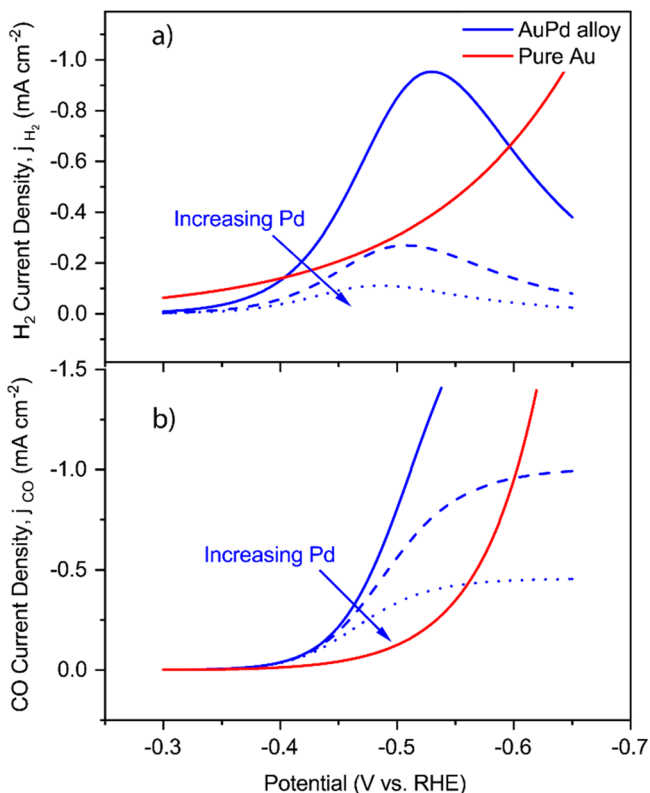 a)
AuPd alloy
Pure Au
H₂ Current Density, j H₂ (mA cm⁻²)
-1.0
-0.8
-0.6
-0.4
-0.2
0.0
Increasing Pd
b)
CO Current Density, j CO (mA cm⁻²)
-1.5
-1.0
-0.5
0.0
Increasing Pd
-0.3 -0.4 -0.5 -0.6 -0.7
Potential (V vs. RHE)